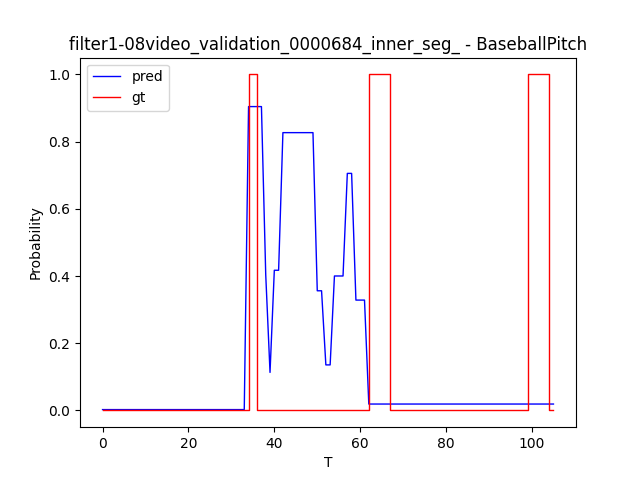 filter1-08video_validation_0000684_inner_seg_ - BaseballPitch
pred
gt
1.0
0.8
0.6
0.4
0.2
0.0
Probability
0 20 40 60 80 100
T